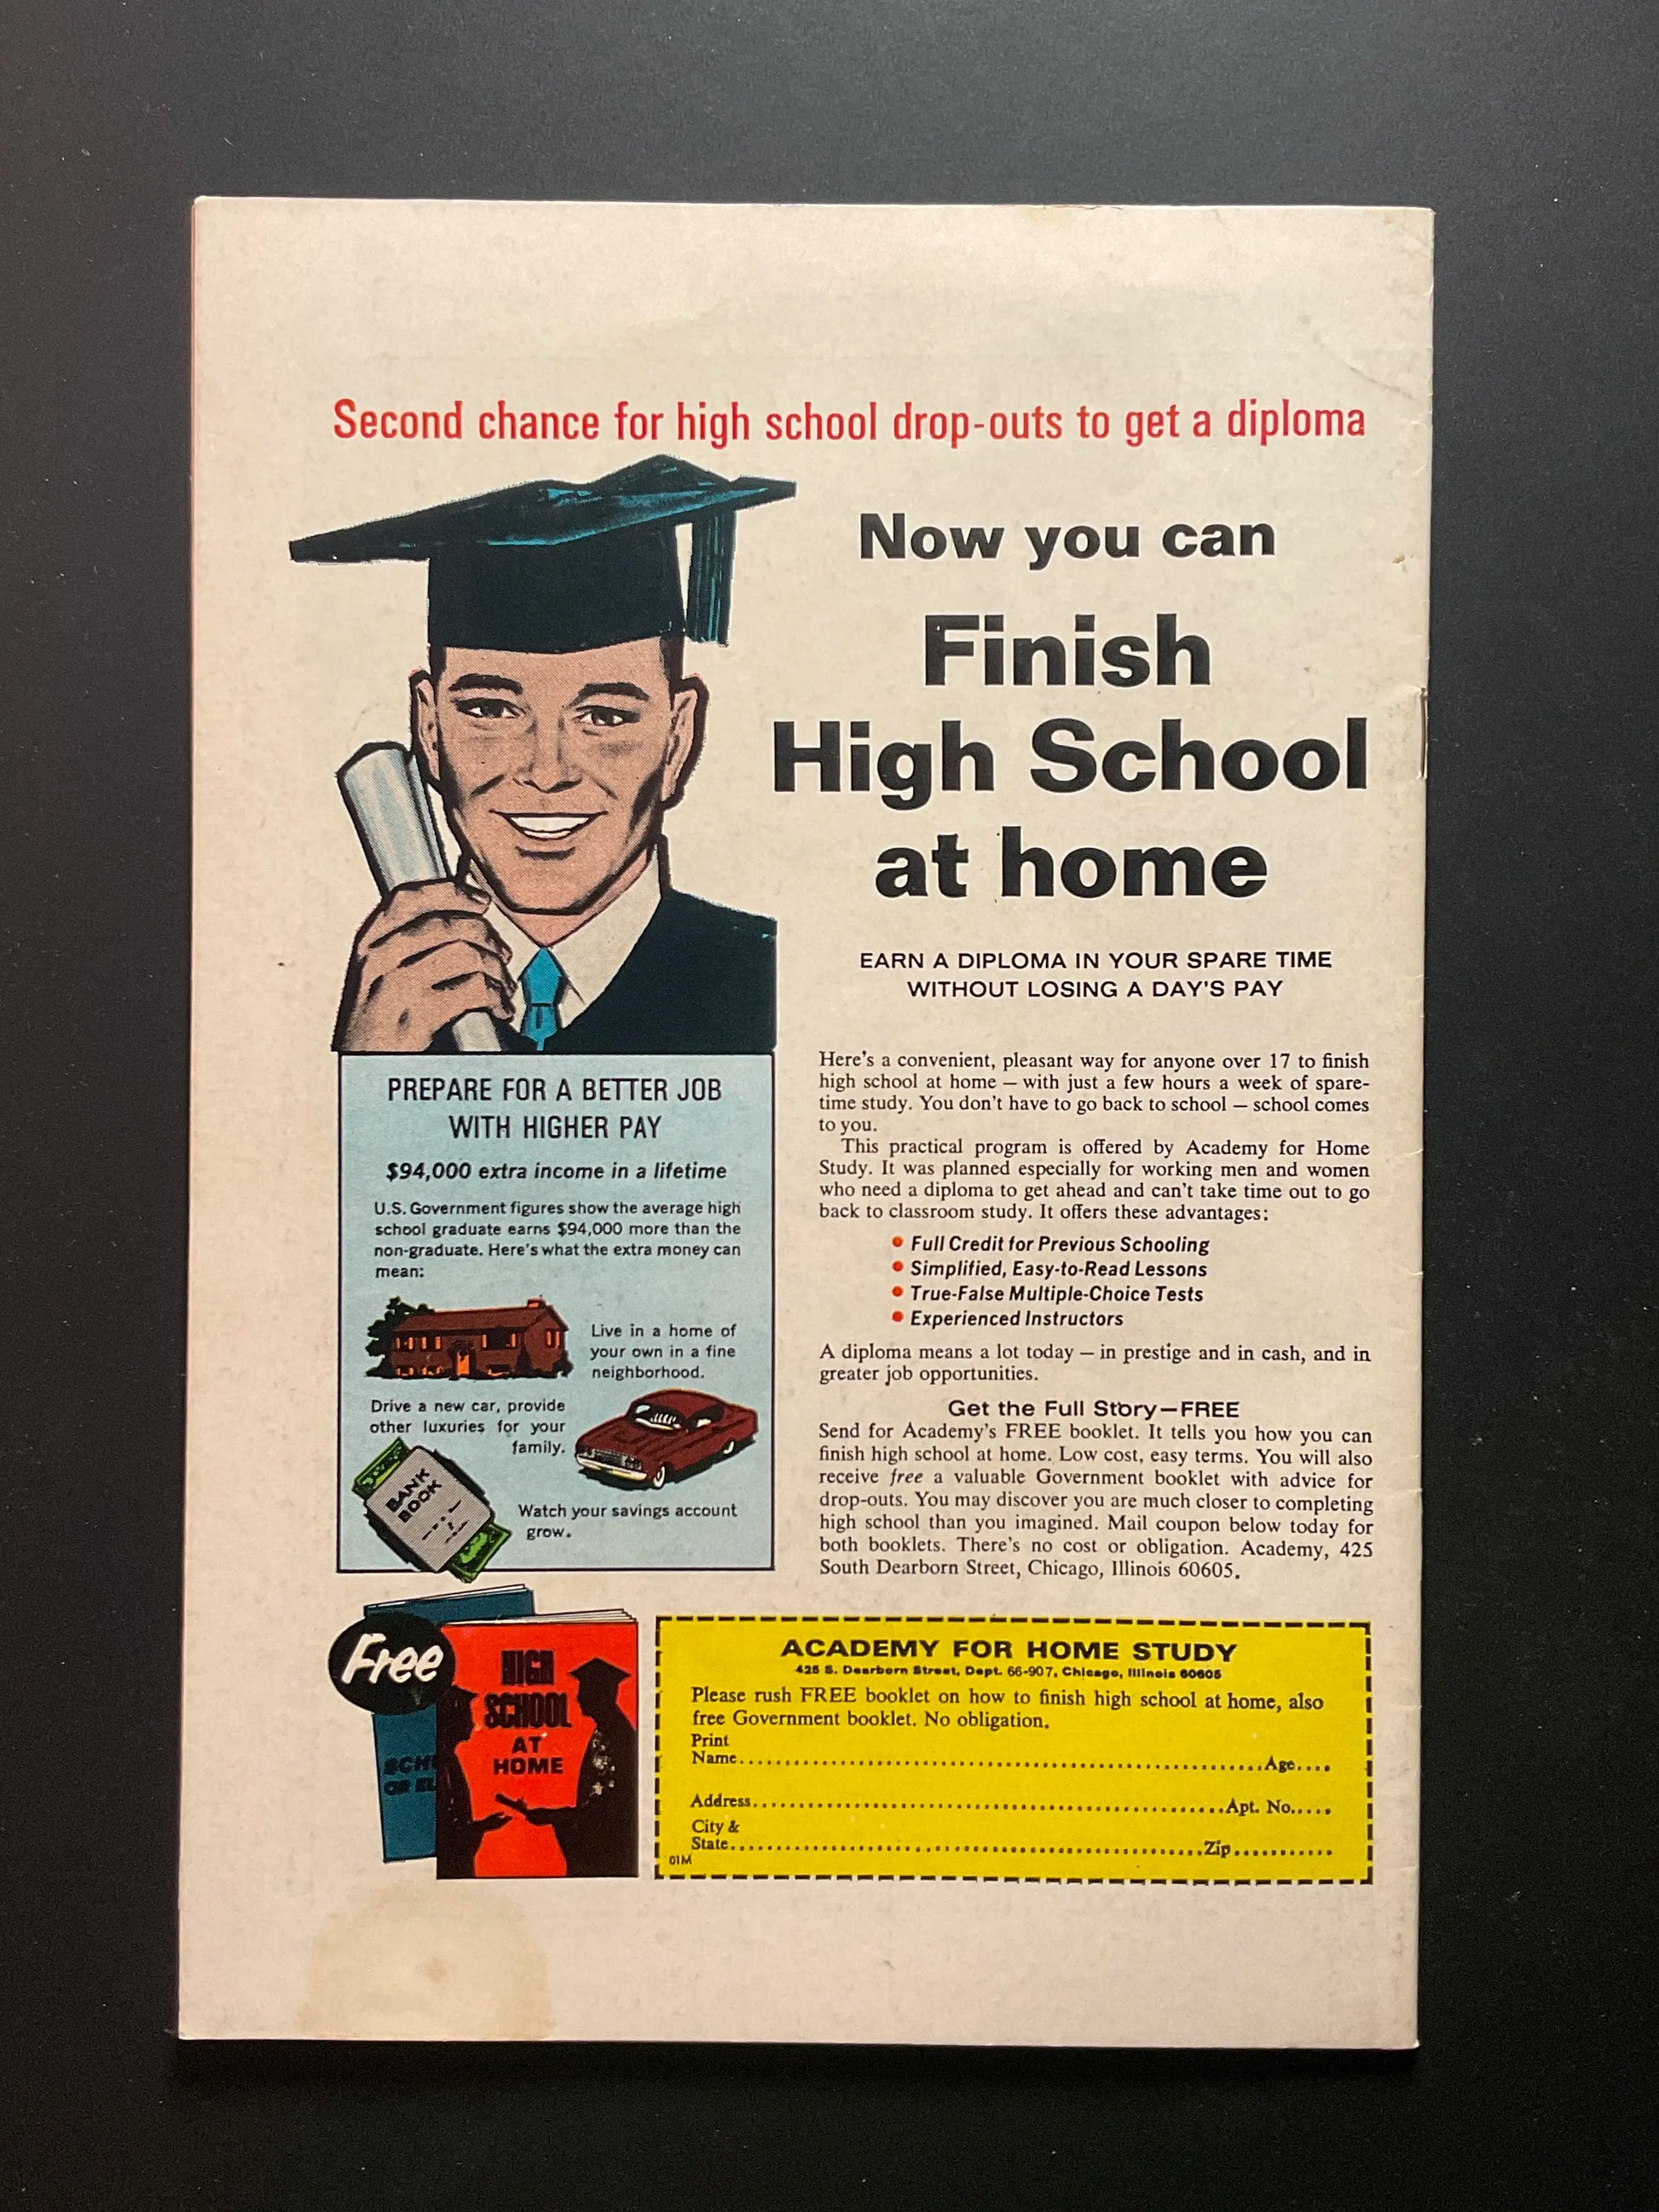 Second chance for high school drop-outs to get a diploma
Now you can
Finish
High School
at home
EARN A DIPLOMA IN YOUR SPARE TIME
WITHOUT LOSING A DAY'S PAY
PREPARE FOR A BETTER JOB
WITH HIGHER PAY
$94,000 extra income in a lifetime
U.S. Government figures show the average high
school graduate earns $94,000 more than the
non-graduate. Here's what the extra money can
mean:
Live in a home of
your own in a fine
neighborhood.
Drive a new car, provide
other luxuries for your
family.
BANK
BOOK
Watch your savings account
grow.
Here's a convenient, pleasant way for anyone over 17 to finish
high school at home — with just a few hours a week of spare-
time study. You don't have to go back to school — school comes
to you.
This practical program is offered by Academy for Home
Study. It was planned especially for working men and women
who need a diploma to get ahead and can't take time out to go
back to classroom study. It offers these advantages:
• Full Credit for Previous Schooling
• Simplified, Easy-to-Read Lessons
• True-False Multiple-Choice Tests
• Experienced Instructors
A diploma means a lot today — in prestige and in cash, and in
greater job opportunities.
Get the Full Story—FREE
Send for Academy's FREE booklet. It tells you how you can
finish high school at home. Low cost, easy terms. You will also
receive free a valuable Government booklet with advice for
drop-outs. You may discover you are much closer to completing
high school than you imagined. Mail coupon below today for
both booklets. There's no cost or obligation. Academy, 425
South Dearborn Street, Chicago, Illinois 60605.
Free
SCH
OR EL
HIGH
SCHOOL
AT
HOME
ACADEMY FOR HOME STUDY
425 S. Dearborn Street, Dept. 66-907, Chicago, Illinois 60605
Please rush FREE booklet on how to finish high school at home, also
free Government booklet. No obligation.
Print
Name.......................................................Age....
Address..................................................Apt. No.....
City &
State..................................................Zip...........
01M